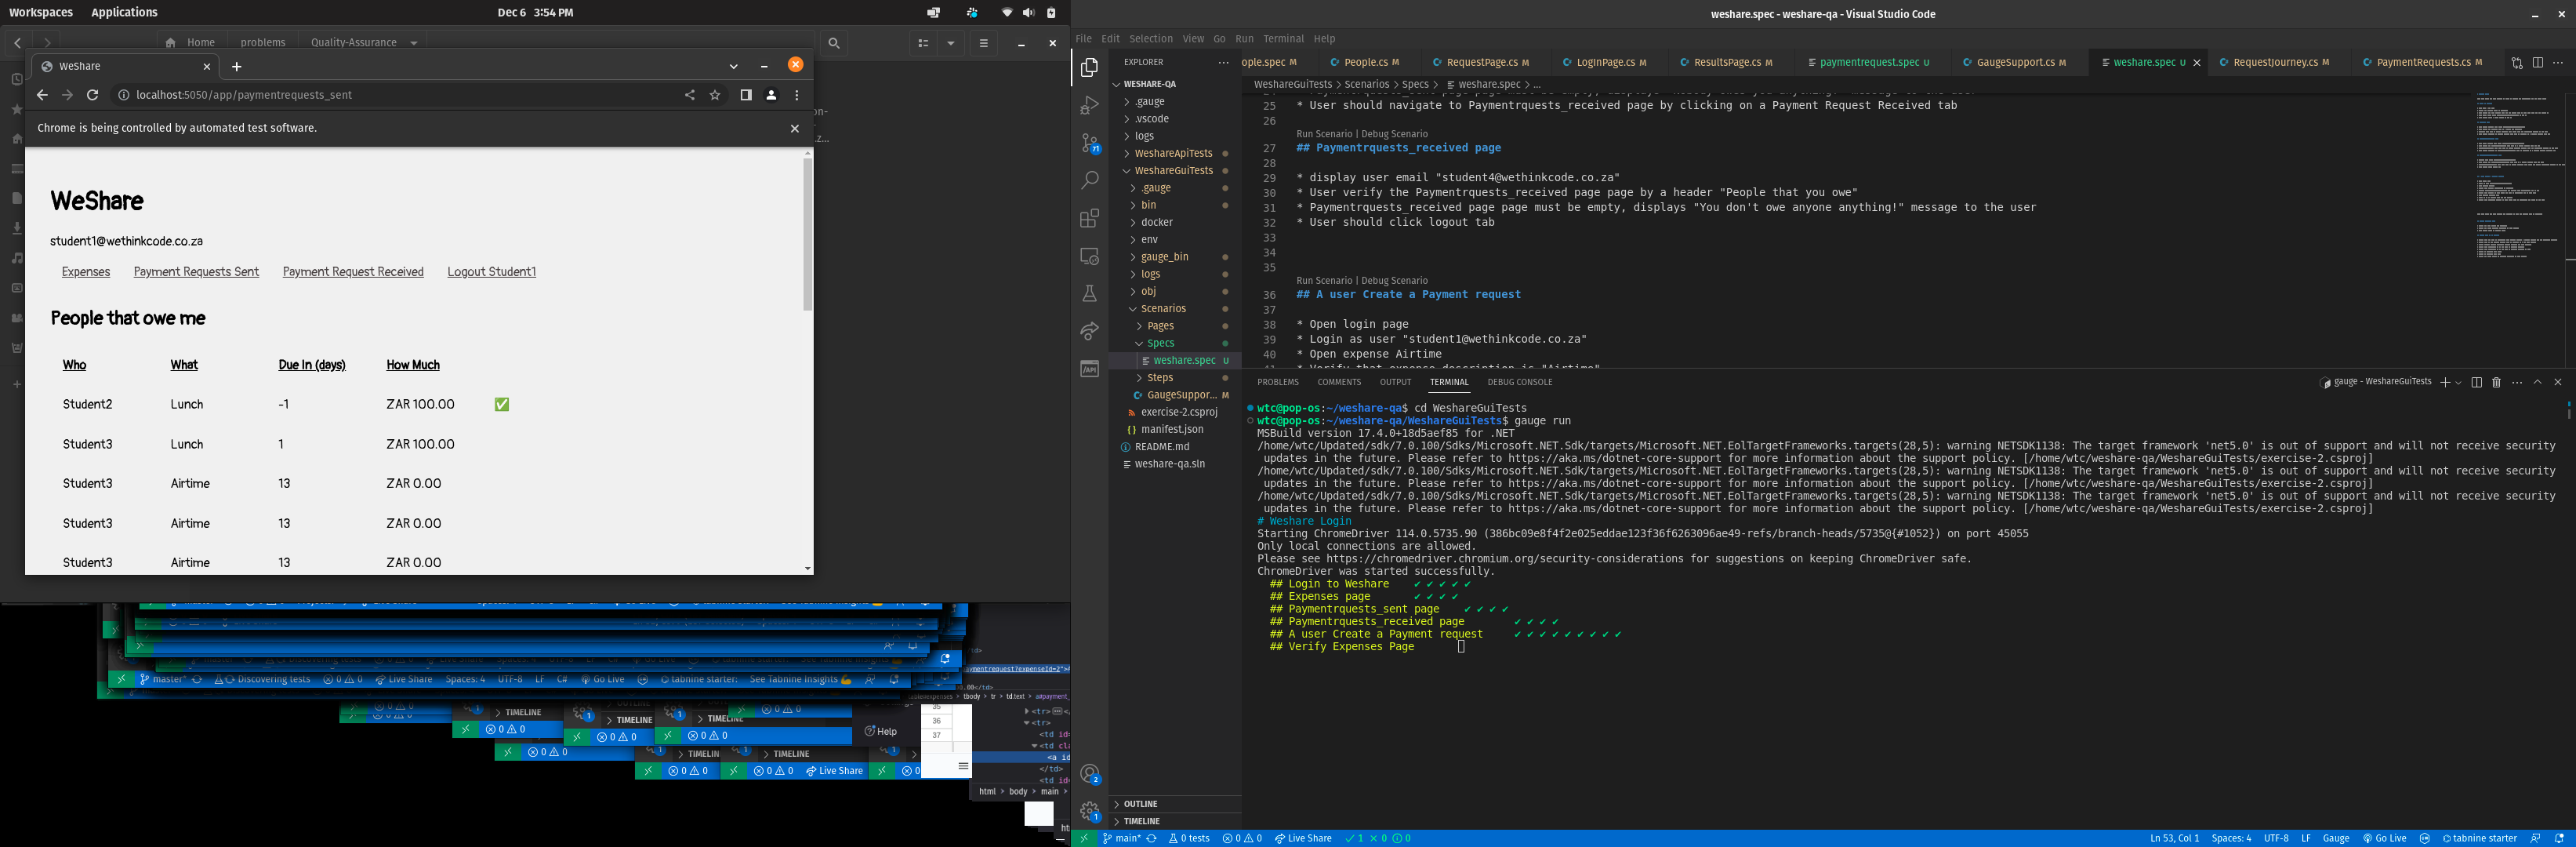 Workspaces Applications
Dec 6 3:54 PM
Home problems Quality-Assurance
WeShare
localhost:5050/app/paymentrequests_sent
Chrome is being controlled by automated test software.
WeShare
student1@wethinkcode.co.za
Expenses Payment Requests Sent Payment Request Received Logout Student1
People that owe me
Who What Due In (days) How Much
Student2 Lunch -1 ZAR 100.00 ✅
Student3 Lunch 1 ZAR 100.00
Student3 Airtime 13 ZAR 0.00
Student3 Airtime 13 ZAR 0.00
Student3 Airtime 13 ZAR 0.00
master* Discovering tests 0 0 Live Share Spaces: 4 UTF-8 LF C# Go Live tabnine starter: See Tabnine Insights
TIMELINE
TIMELINE
TIMELINE
Help
35
36
37
TIMELINE
0 0 Live Share
html body main
weshare.spec - weshare-qa - Visual Studio Code
File Edit Selection View Go Run Terminal Help
EXPLORER
WESHARE-QA
.gauge
.vscode
logs
WeshareApiTests
WeshareGuiTests
.gauge
bin
docker
env
gauge_bin
logs
obj
Scenarios
Pages
Specs
weshare.spec U
Steps
GaugeSuppor... M
exercise-2.csproj
manifest.json
README.md
weshare-qa.sln
OUTLINE
TIMELINE
ople.spec M People.cs M RequestPage.cs M LogInPage.cs M ResultsPage.cs M paymentrequest.spec U GaugeSupport.cs M weshare.spec U RequestJourney.cs M PaymentRequests.cs M
WeshareGuiTests > Scenarios > Specs > weshare.spec > ...
25 * User should navigate to Paymentrquests_received page by clicking on a Payment Request Received tab
26
Run Scenario | Debug Scenario
27 ## Paymentrquests_received page
28
29 * display user email "student4@wethinkcode.co.za"
30 * User verify the Paymentrquests_received page page by a header "People that you owe"
31 * Paymentrquests_received page page must be empty, displays "You don't owe anyone anything!" message to the user
32 * User should click logout tab
33
34
35
Run Scenario | Debug Scenario
36 ## A user Create a Payment request
37
38 * Open login page
39 * Login as user "student1@wethinkcode.co.za"
40 * Open expense Airtime
41 * Verify that expense description is "Airtime"
PROBLEMS COMMENTS OUTPUT TERMINAL DEBUG CONSOLE
gauge - WeshareGuiTests
wtc@pop-os:~/weshare-qa$ cd WeshareGuiTests
wtc@pop-os:~/weshare-qa/WeshareGuiTests$ gauge run
MSBuild version 17.4.0+18d5aef85 for .NET
/home/wtc/Updated/sdk/7.0.100/Sdks/Microsoft.NET.Sdk/targets/Microsoft.NET.EolTargetFrameworks.targets(28,5): warning NETSDK1138: The target framework 'net5.0' is out of support and will not receive security
updates in the future. Please refer to https://aka.ms/dotnet-core-support for more information about the support policy. [/home/wtc/weshare-qa/WeshareGuiTests/exercise-2.csproj]
/home/wtc/Updated/sdk/7.0.100/Sdks/Microsoft.NET.Sdk/targets/Microsoft.NET.EolTargetFrameworks.targets(28,5): warning NETSDK1138: The target framework 'net5.0' is out of support and will not receive security
updates in the future. Please refer to https://aka.ms/dotnet-core-support for more information about the support policy. [/home/wtc/weshare-qa/WeshareGuiTests/exercise-2.csproj]
/home/wtc/Updated/sdk/7.0.100/Sdks/Microsoft.NET.Sdk/targets/Microsoft.NET.EolTargetFrameworks.targets(28,5): warning NETSDK1138: The target framework 'net5.0' is out of support and will not receive security
updates in the future. Please refer to https://aka.ms/dotnet-core-support for more information about the support policy. [/home/wtc/weshare-qa/WeshareGuiTests/exercise-2.csproj]
# Weshare Login
Starting ChromeDriver 114.0.5735.90 (386bc09e8f4f2e025eddae123f36f6263096ae49-refs/branch-heads/5735@{#1052}) on port 45055
Only local connections are allowed.
Please see https://chromedriver.chromium.org/security-considerations for suggestions on keeping ChromeDriver safe.
ChromeDriver was started successfully.
## Login to Weshare ✔ ✔ ✔ ✔ ✔
## Expenses page ✔ ✔ ✔ ✔
## Paymentrquests_sent page ✔ ✔ ✔ ✔
## Paymentrquests_received page ✔ ✔ ✔ ✔
## A user Create a Payment request ✔ ✔ ✔ ✔ ✔ ✔ ✔ ✔ ✔
## Verify Expenses Page
main* 0 tests 0 0 Live Share 1 0 0
Ln 53, Col 1 Spaces: 4 UTF-8 LF Gauge Go Live tabnine starter